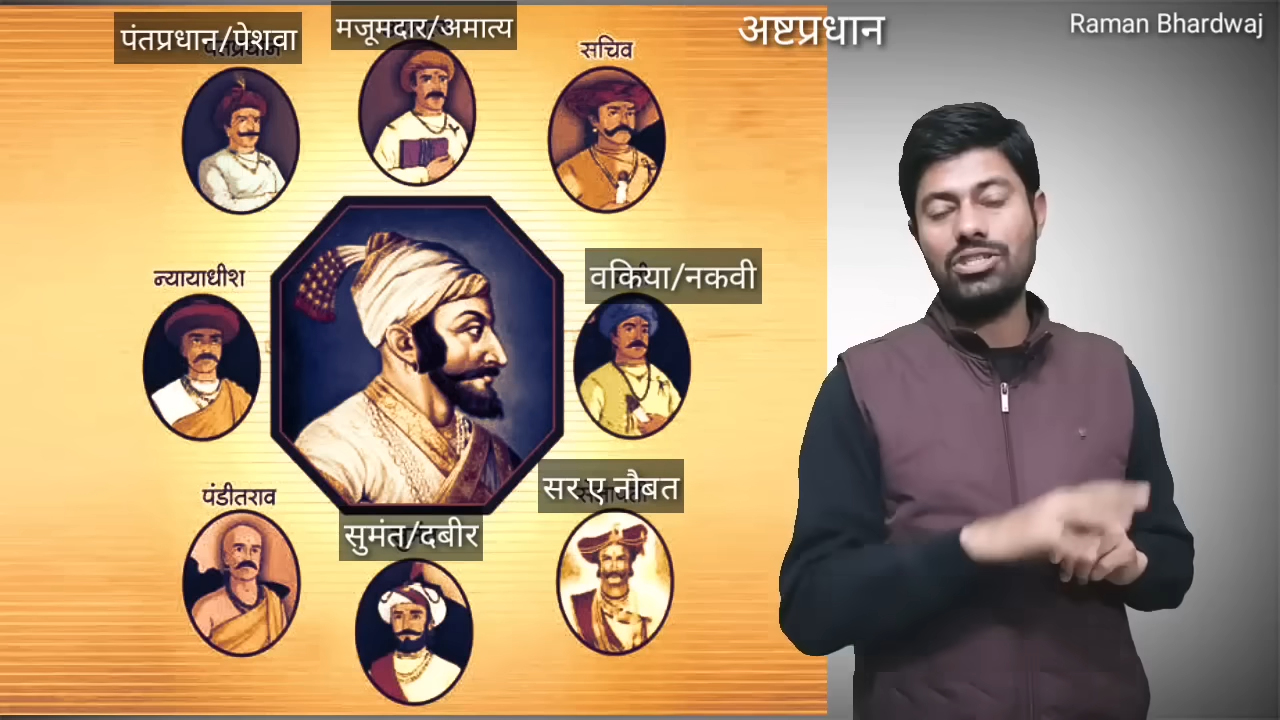 पंतप्रधान/पेशवा
मजूमदार/अमात्य
अष्टप्रधान
Raman Bhardwaj
सचिव
न्यायाधीश
वकिया/नकवी
पंडीतराव
सर ए नौबत
सुमंत/दबीर